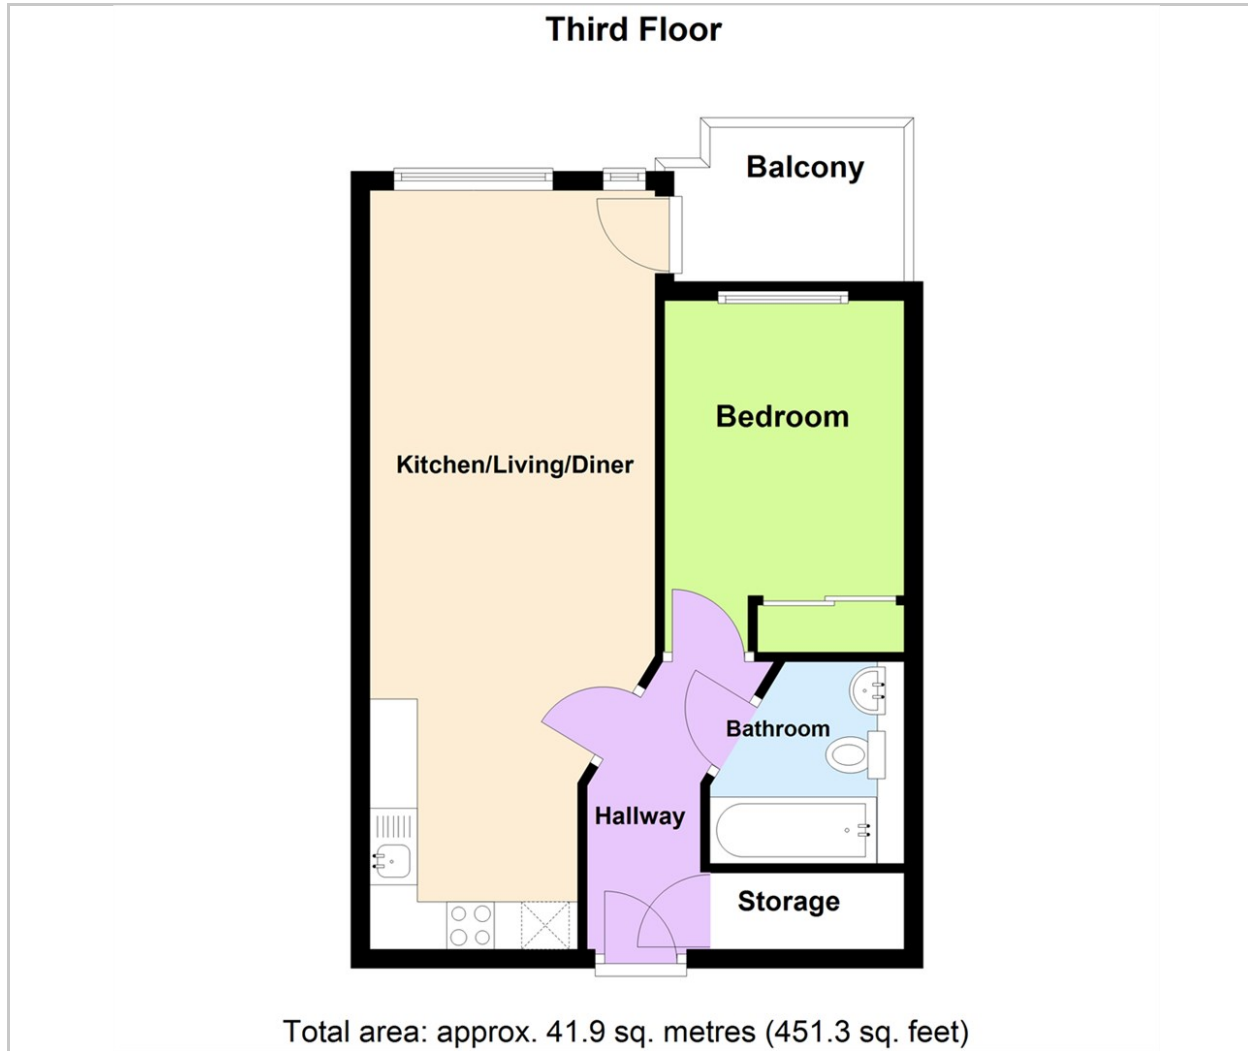 Third Floor
Balcony
Bedroom
Kitchen/Living/Diner
Bathroom
Hallway
Storage
Total area: approx. 41.9 sq. metres (451.3 sq. feet)